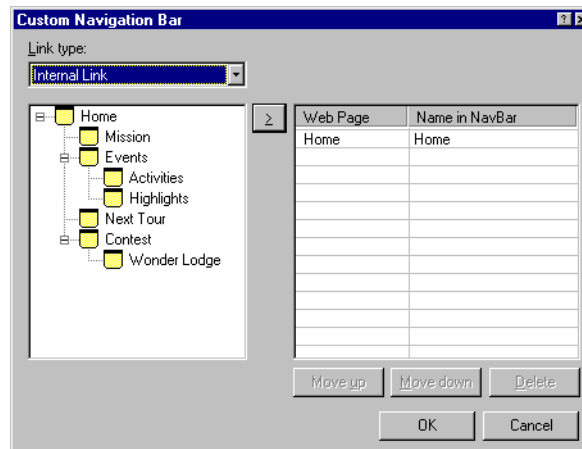 Custom Navigation Bar
Link type:
Internal Link
Home
Mission
Events
Activities
Highlights
Next Tour
Contest
Wonder Lodge
>
Web Page Name in NavBar
Home Home
Move up Move down Delete
OK Cancel